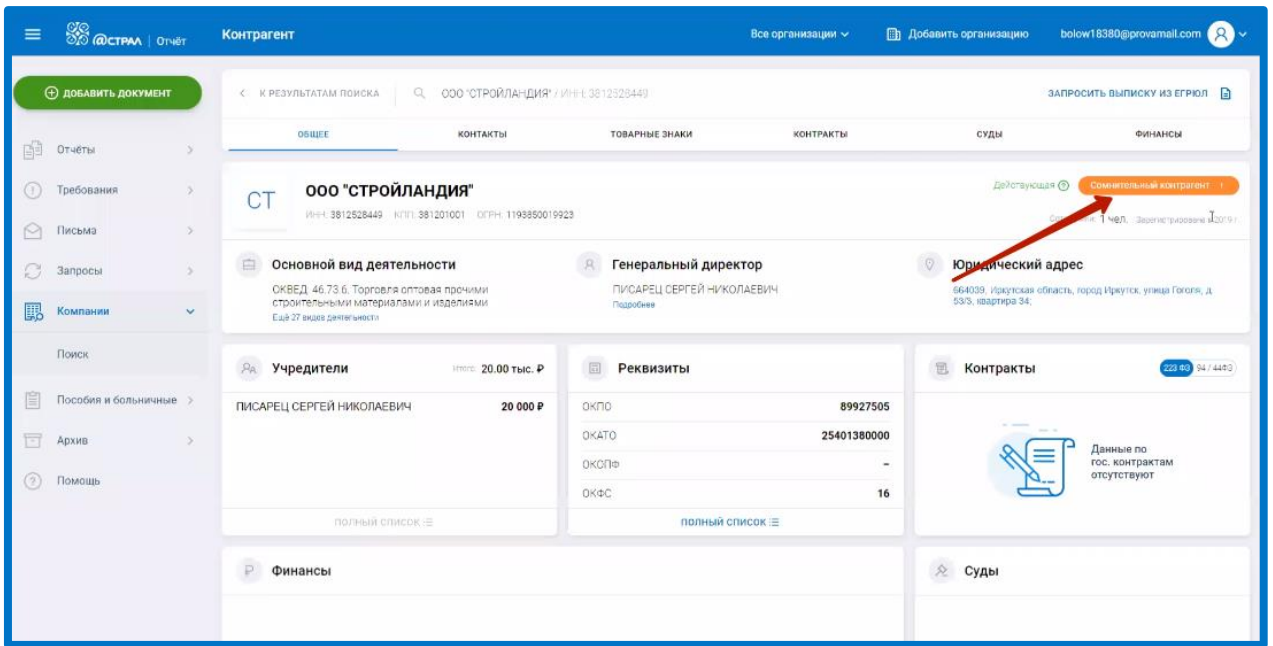 @СТРАЛ | Отчёт
Контрагент
Все организации
Добавить организацию
bolow18380@provamail.com
ДОБАВИТЬ ДОКУМЕНТ
Отчёты
Требования
Письма
Запросы
Компании
Поиск
Пособия и больничные
Архив
Помощь
К РЕЗУЛЬТАТАМ ПОИСКА
ООО "СТРОЙЛАНДИЯ" / ИНН: 3812528449
ЗАПРОСИТЬ ВЫПИСКУ ИЗ ЕГРЮЛ
ОБЩЕЕ
КОНТАКТЫ
ТОВАРНЫЕ ЗНАКИ
КОНТРАКТЫ
СУДЫ
ФИНАНСЫ
СТ
ООО "СТРОЙЛАНДИЯ"
ИНН: 3812528449 КПП: 381201001 ОГРН: 1193850019923
Действующая
Сомнительный контрагент
1 чел. Зарегистрирована в 2019 г
Основной вид деятельности
ОКВЕД 46.73.6. Торговля оптовая прочими
строительными материалами и изделиями
Ещё 27 видов деятельности
Генеральный директор
ПИСАРЕЦ СЕРГЕЙ НИКОЛАЕВИЧ
Подробнее
Юридический адрес
664039, Иркутская область, город Иркутск, улица Гоголя, д.
53/5, квартира 34;
Учредители
Итого: 20.00 тыс. ₽
ПИСАРЕЦ СЕРГЕЙ НИКОЛАЕВИЧ 20 000 ₽
ПОЛНЫЙ СПИСОК
Реквизиты
ОКПО 89927505
ОКАТО 25401380000
ОКОПФ –
ОКФС 16
ПОЛНЫЙ СПИСОК
Контракты
223 ФЗ 94 / 44ФЗ
Данные по
гос. контрактам
отсутствуют
Финансы
Суды